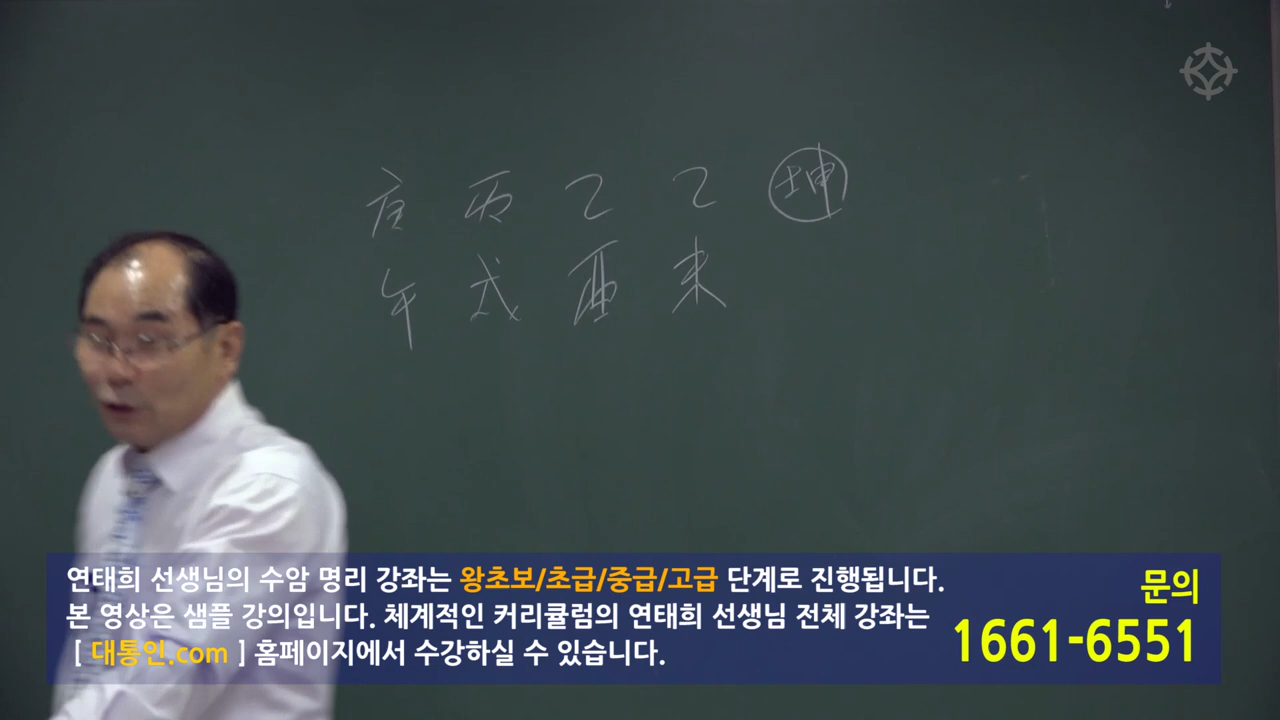 庚 丙 乙 乙 坤
午 戌 酉 未
연태희 선생님의 수암 명리 강좌는 왕초보/초급/중급/고급 단계로 진행됩니다.
본 영상은 샘플 강의입니다. 체계적인 커리큘럼의 연태희 선생님 전체 강좌는
[ 대통인.com ] 홈페이지에서 수강하실 수 있습니다.
문의
1661-6551